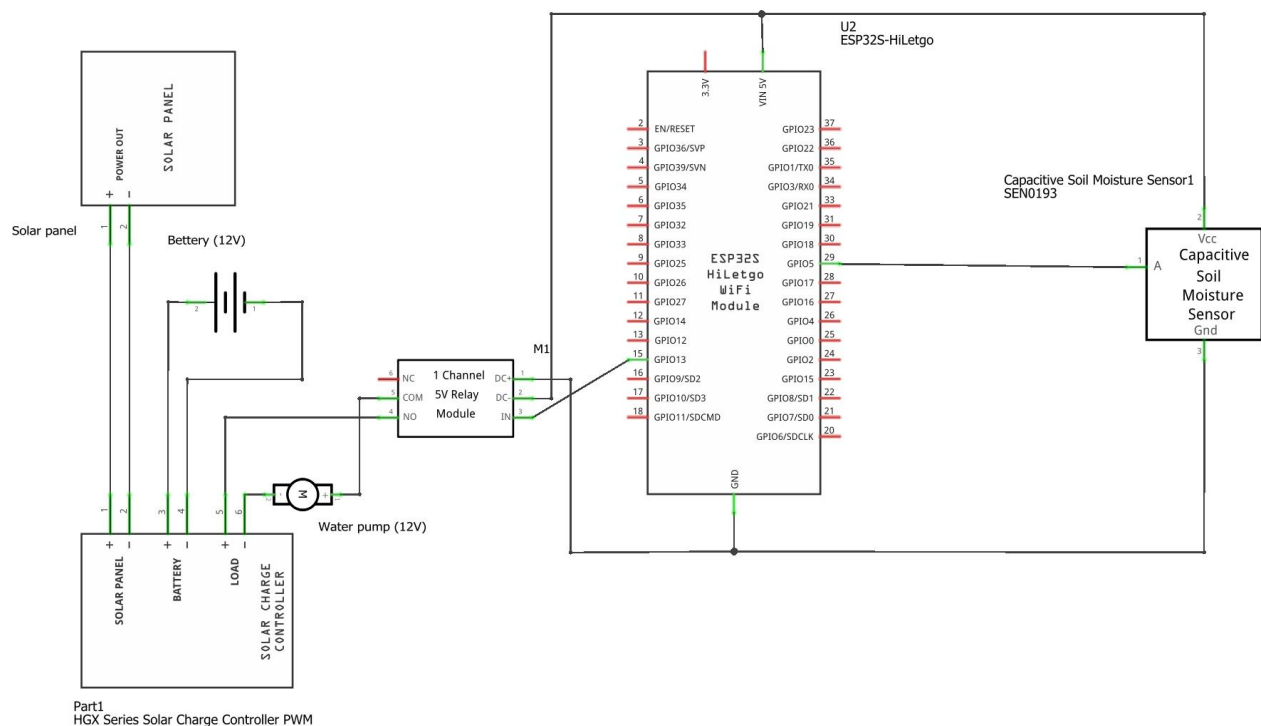 U2
ESP32S-HiLetgo
SOLAR PANEL
POWER OUT
+
−
1
2
Solar panel
Bettery (12V)
2
1
3.3V
VIN 5V
2
EN/RESET
GPIO23
37
3
GPIO36/SVP
GPIO22
36
4
GPIO39/SVN
GPIO1/TX0
35
5
GPIO34
GPIO3/RX0
34
6
GPIO35
GPIO21
33
7
GPIO32
GPIO19
31
8
GPIO33
GPIO18
30
9
GPIO25
GPIO5
29
10
GPIO26
GPIO17
28
11
GPIO27
GPIO16
27
12
GPIO14
GPIO4
26
13
GPIO12
GPIO0
25
15
GPIO13
GPIO2
24
16
GPIO9/SD2
GPIO15
23
17
GPIO10/SD3
GPIO8/SD1
22
18
GPIO11/SDCMD
GPIO7/SD0
21
GPIO6/SDCLK
20
ESP32S
HiLetgo
WiFi
Module
GND
Capacitive Soil Moisture Sensor1
SEN0193
2
Vcc
1
A
Capacitive
Soil
Moisture
Sensor
Gnd
3
M1
6
NC
5
COM
4
NO
1 Channel
5V Relay
Module
DC+
1
DC-
2
IN
3
M
−
+
Water pump (12V)
1
2
3
4
5
6
+
−
+
−
+
−
SOLAR PANEL
BATTERY
LOAD
SOLAR CHARGE
CONTROLLER
Part1
HGX Series Solar Charge Controller PWM